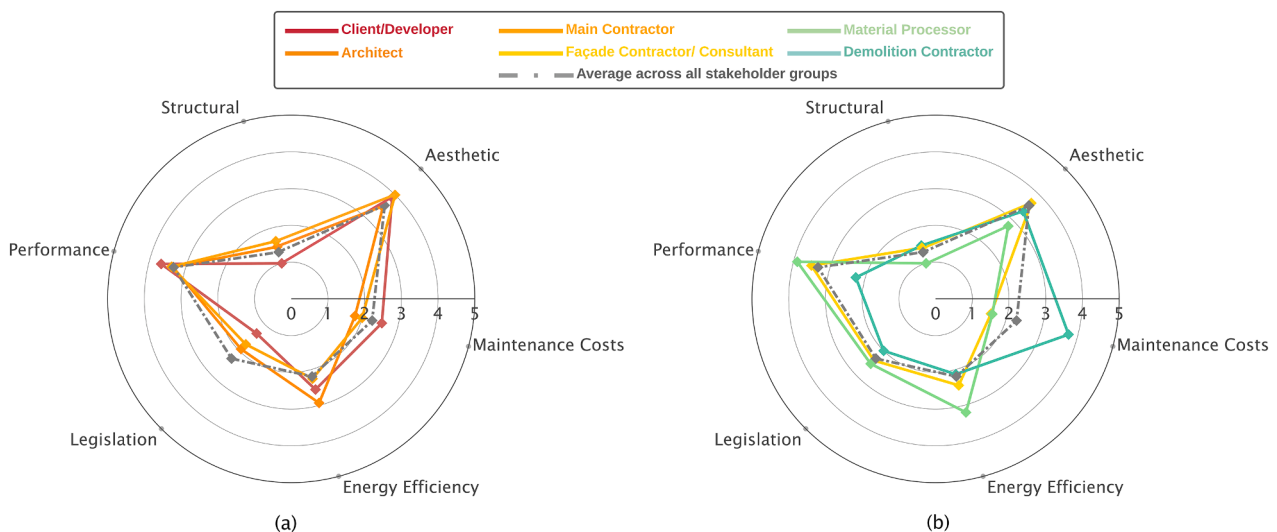 Client/Developer
Main Contractor
Material Processor
Architect
Façade Contractor/ Consultant
Demolition Contractor
Average across all stakeholder groups
Structural
Aesthetic
Performance
0 1 2 3 4 5
Maintenance Costs
Legislation
Energy Efficiency
(a)
Structural
Aesthetic
Performance
0 1 2 3 4 5
Maintenance Costs
Legislation
Energy Efficiency
(b)